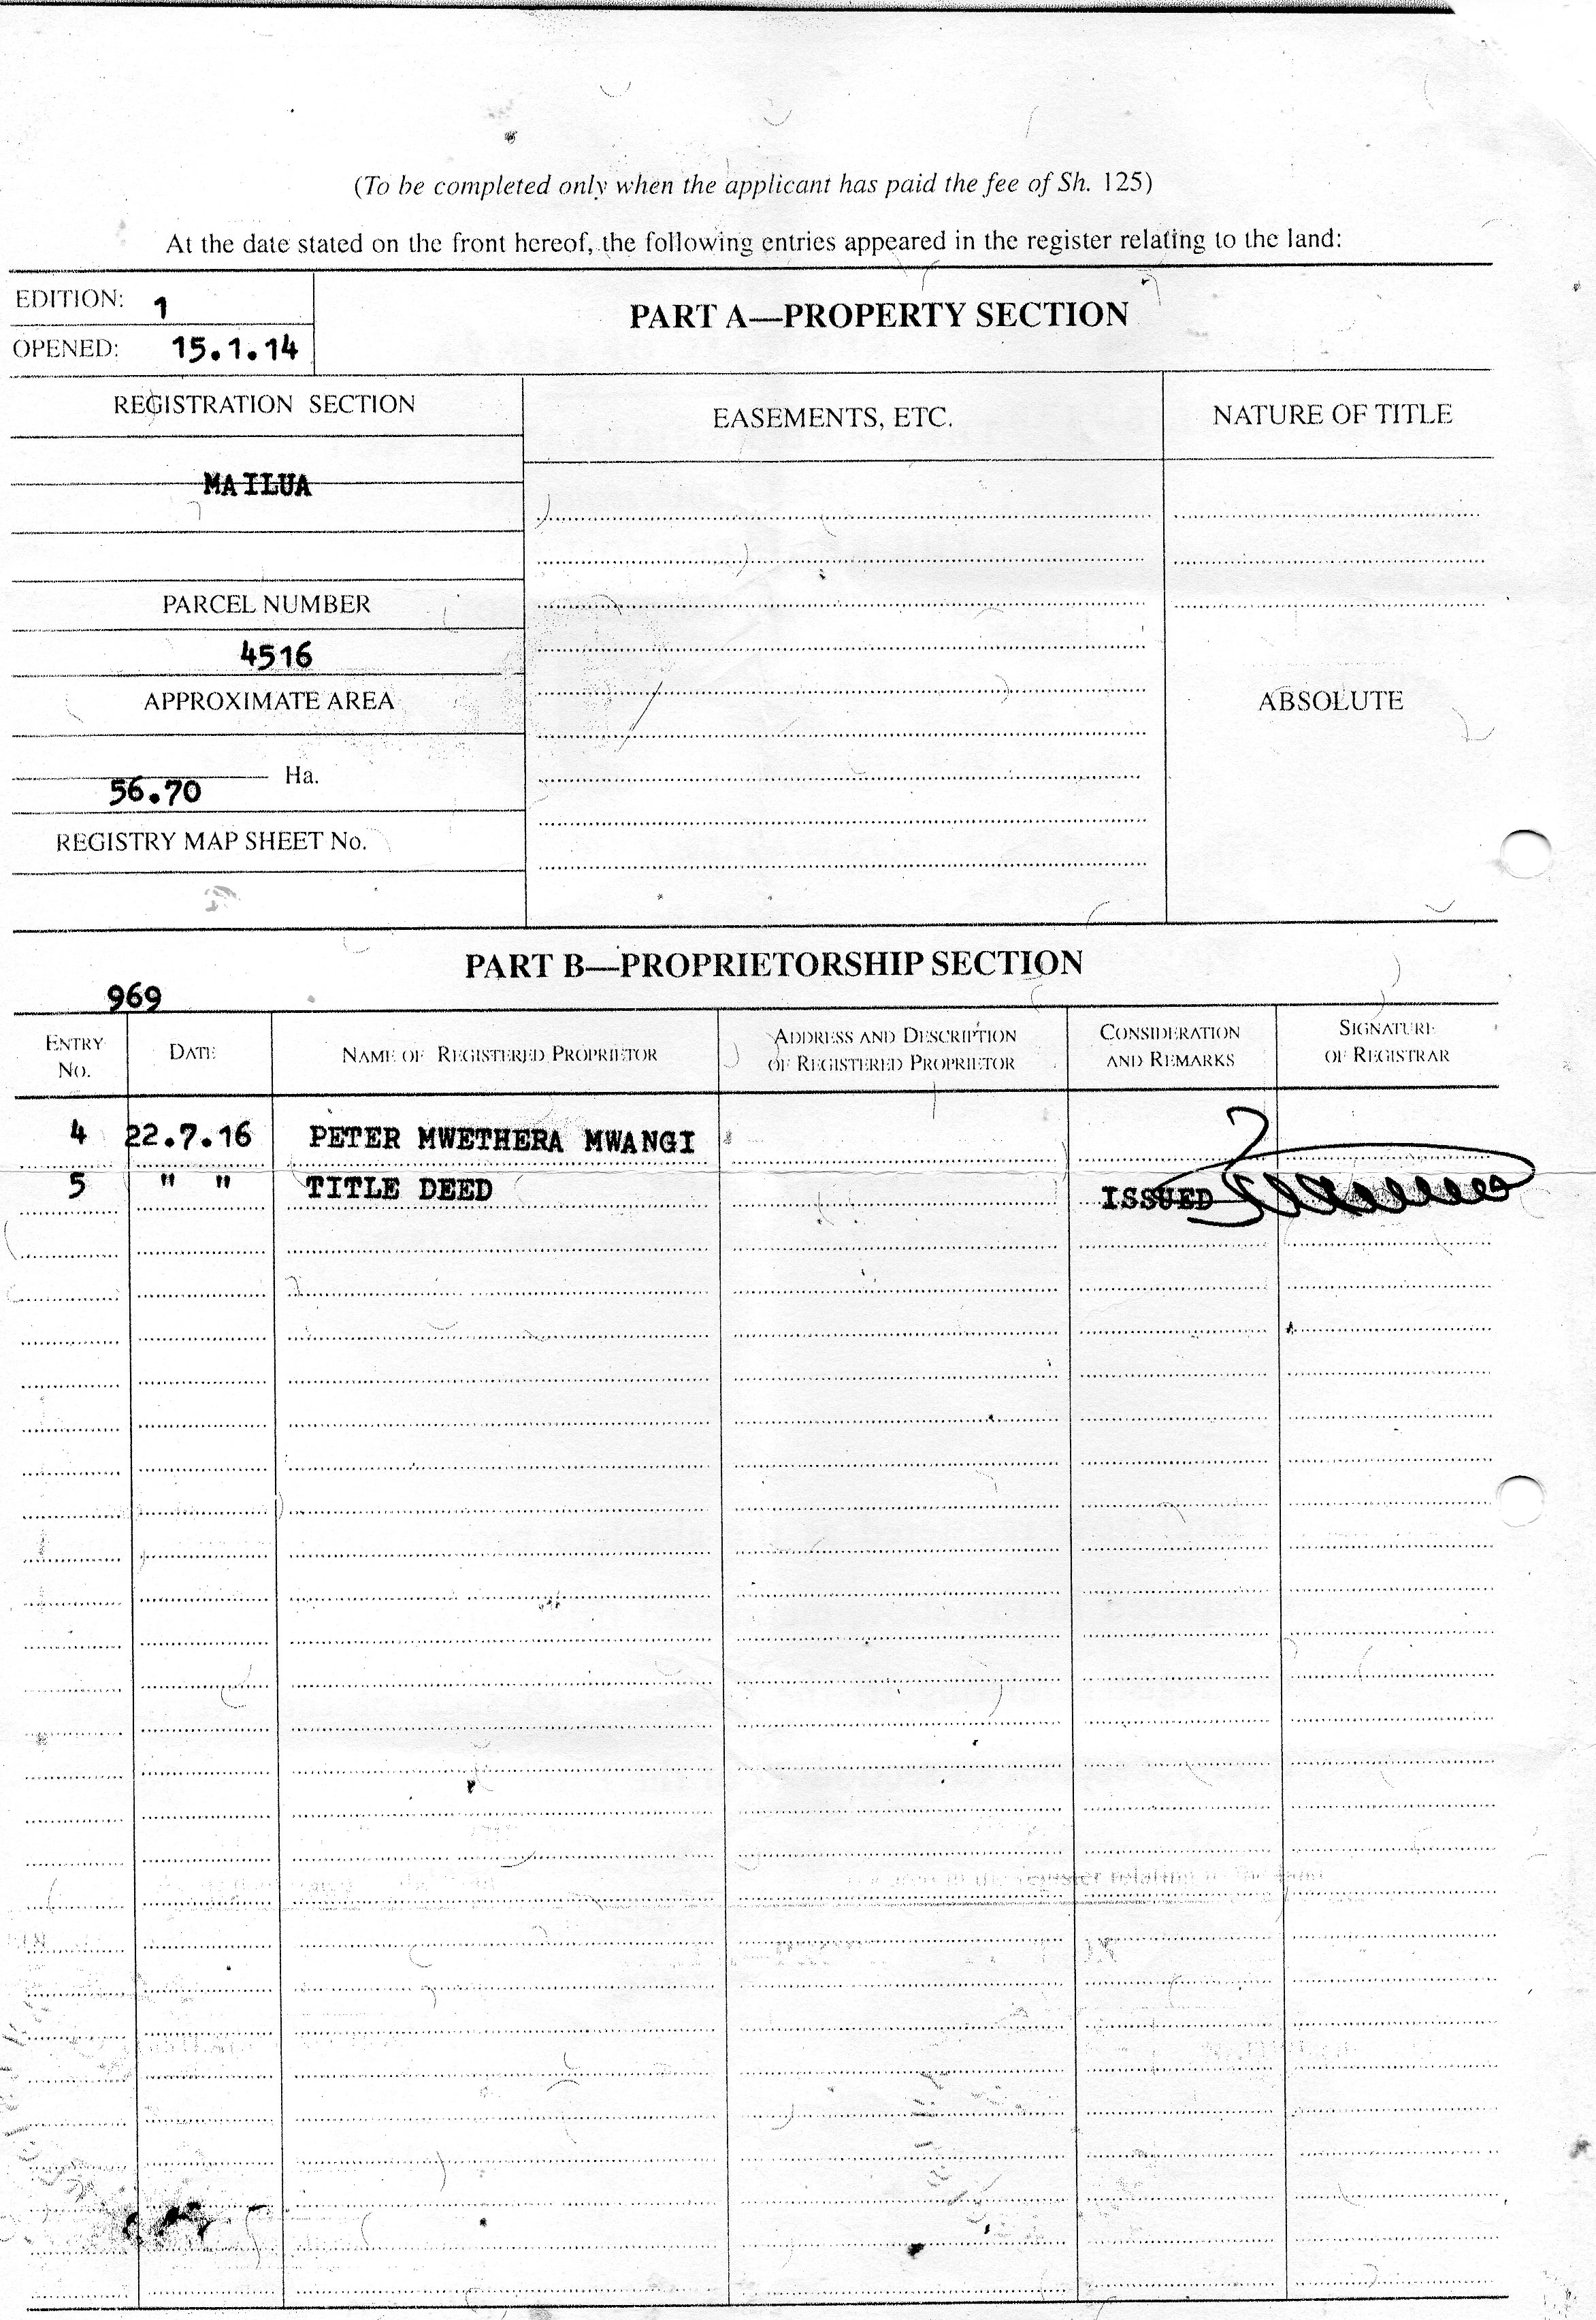 (To be completed only when the applicant has paid the fee of Sh. 125)
At the date stated on the front hereof, the following entries appeared in the register relating to the land:
EDITION: 1
OPENED: 15.1.14
PART A—PROPERTY SECTION
REGISTRATION SECTION
EASEMENTS, ETC.
NATURE OF TITLE
MAILUA
PARCEL NUMBER
4516
APPROXIMATE AREA
ABSOLUTE
56.70 Ha.
REGISTRY MAP SHEET No.
PART B—PROPRIETORSHIP SECTION
969
ENTRY No.
DATE
NAME OF REGISTERED PROPRIETOR
ADDRESS AND DESCRIPTION OF REGISTERED PROPRIETOR
CONSIDERATION AND REMARKS
SIGNATURE OF REGISTRAR
4 22.7.16 PETER MWETHERA MWANGI
5 " " TITLE DEED ISSUED